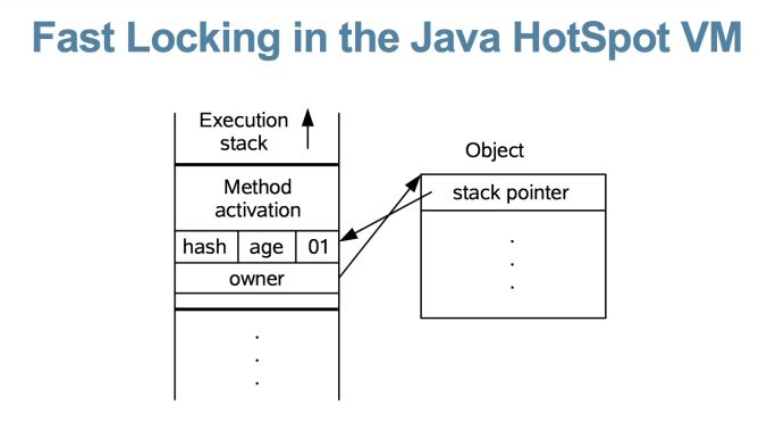 Fast Locking in the Java HotSpot VM
Execution
stack
Method
activation
hash age 01
owner
Object
stack pointer